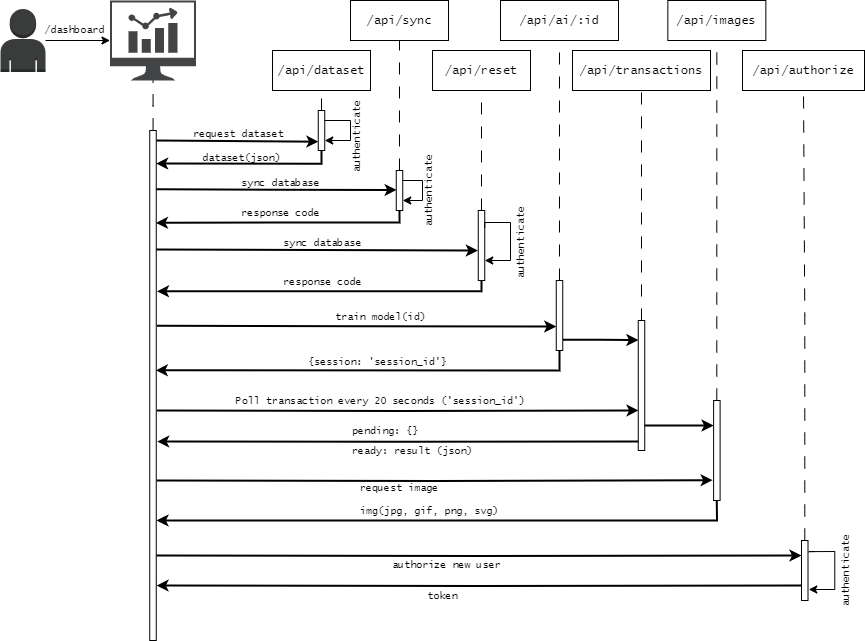 /dashboard
/api/sync
/api/ai/:id
/api/images
/api/dataset
/api/reset
/api/transactions
/api/authorize
request dataset
authenticate
dataset(json)
sync database
authenticate
response code
sync database
authenticate
response code
train model(id)
{session: 'session_id'}
Poll transaction every 20 seconds ('session_id')
pending: {}
ready: result (json)
request image
img(jpg, gif, png, svg)
authorize new user
authenticate
token